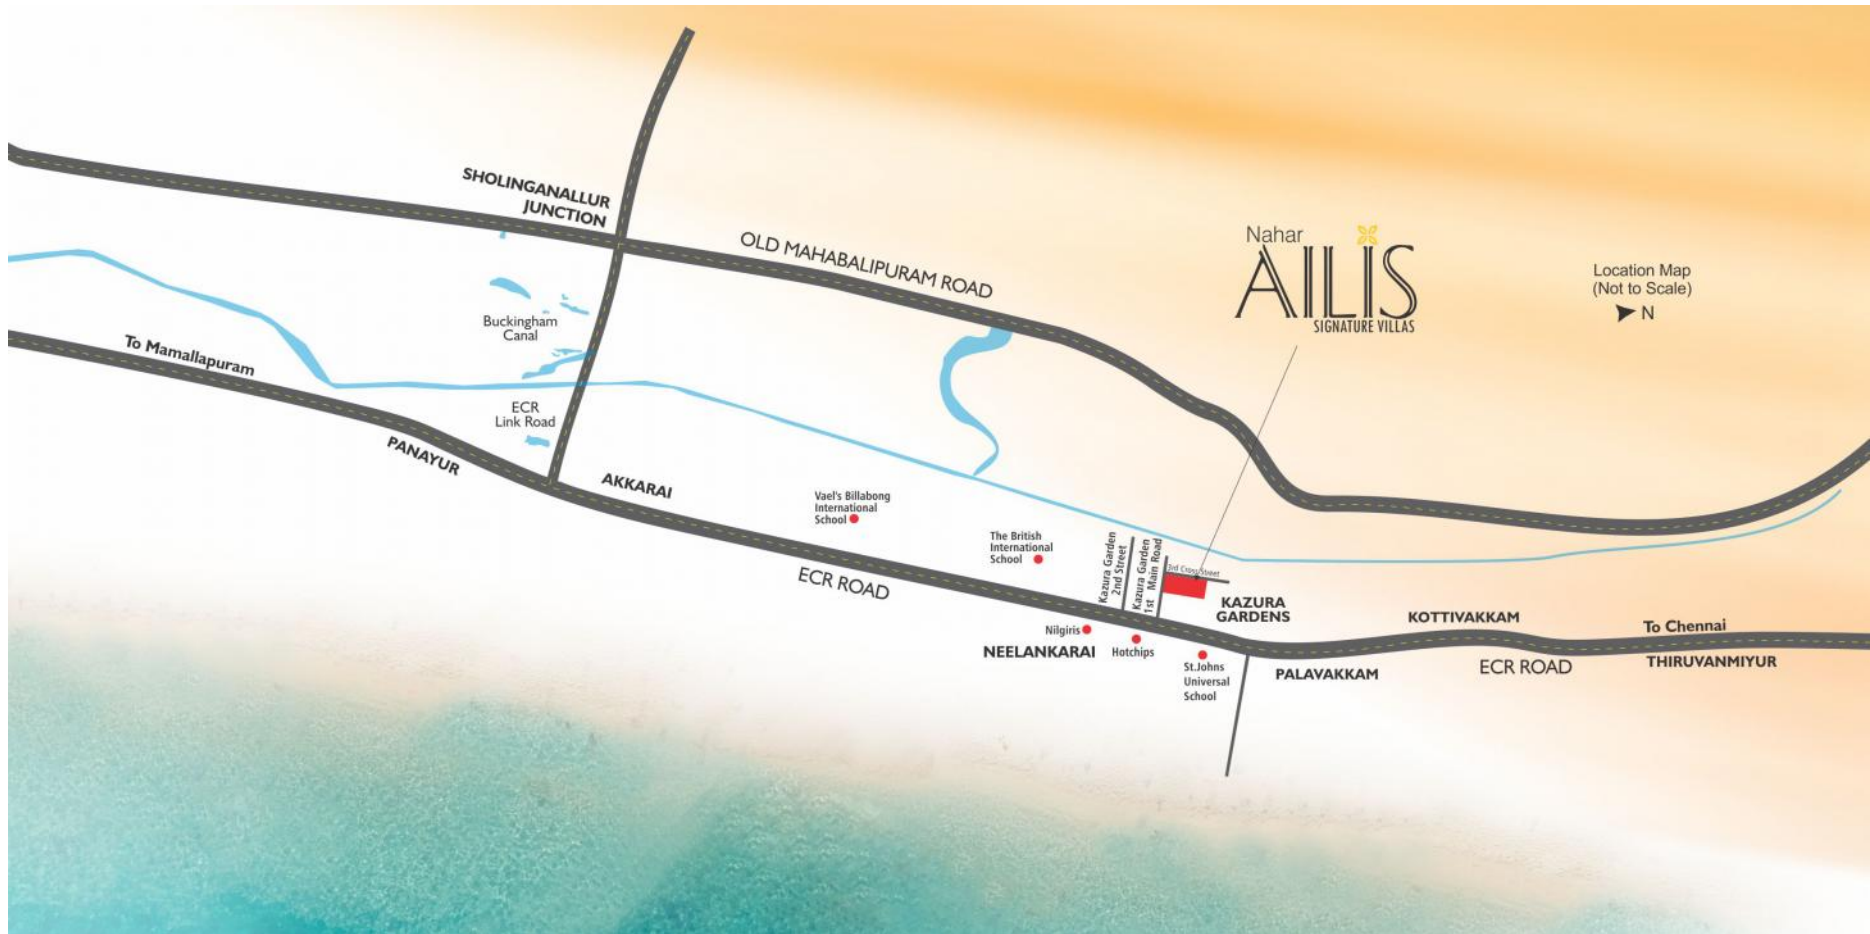 SHOLINGANALLUR
JUNCTION
OLD MAHABALIPURAM ROAD
Nahar
AILIS
SIGNATURE VILLAS
Location Map
(Not to Scale)
N
Buckingham
Canal
To Mamallapuram
ECR
Link Road
PANAYUR
AKKARAI
Vael's Billabong
International
School
The British
International
School
Kazura Garden
2nd Street
Kazura Garden
1st Main Road
3rd Cross Street
ECR ROAD
KAZURA
GARDENS
Nilgiris
NEELANKARAI
Hotchips
St.Johns
Universal
School
KOTTIVAKKAM
To Chennai
PALAVAKKAM
ECR ROAD
THIRUVANMIYUR